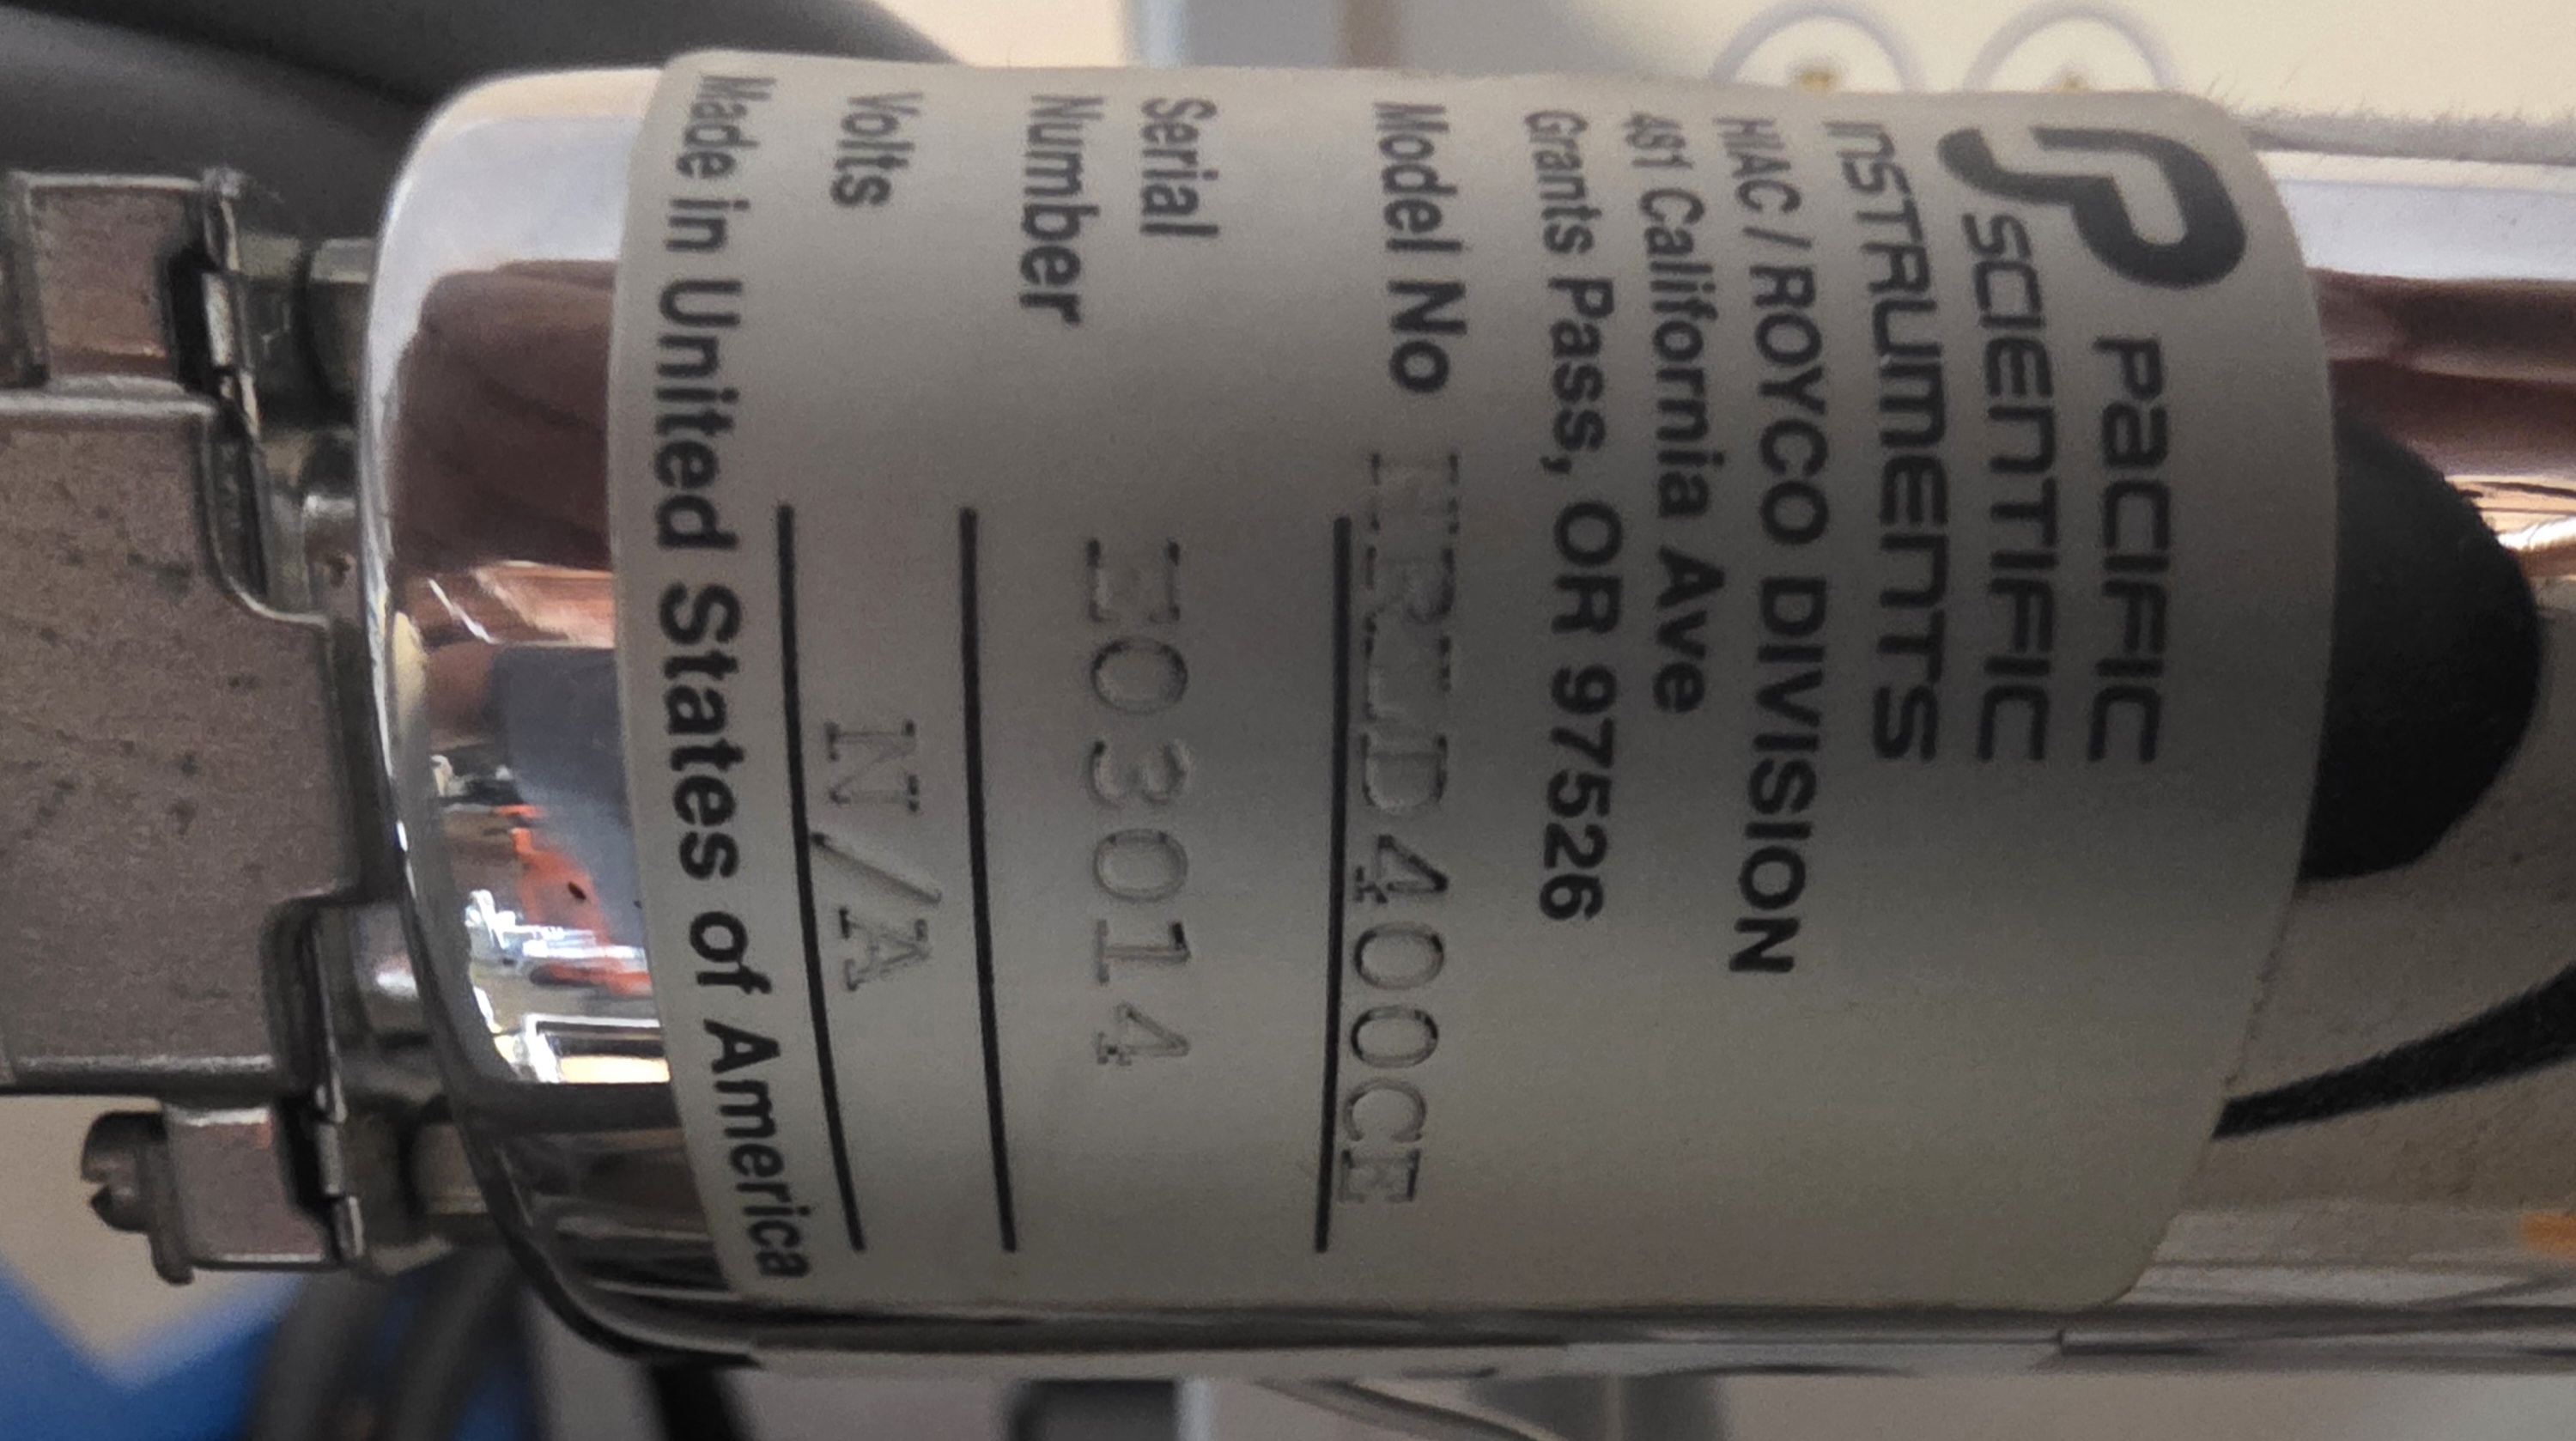 Pacific
Scientific
Instruments
HIAC / ROYCO DIVISION
481 California Ave
Grants Pass, OR 97526
Model No HRLD400CE
Serial
Number H03014
Volts N/A
Made in United States of America